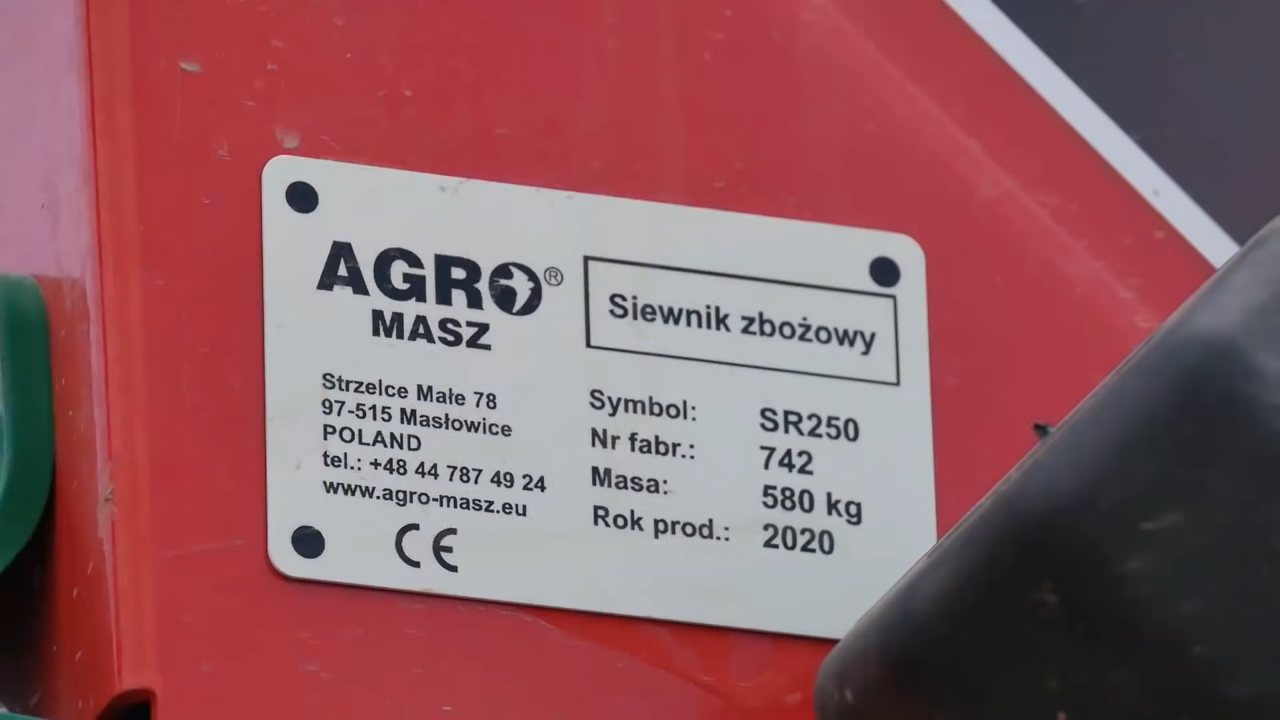 AGRO®
MASZ
Strzelce Małe 78
97-515 Masłowice
POLAND
tel.: +48 44 787 49 24
www.agro-masz.eu
CE
Siewnik zbożowy
Symbol: SR250
Nr fabr.: 742
Masa: 580 kg
Rok prod.: 2020